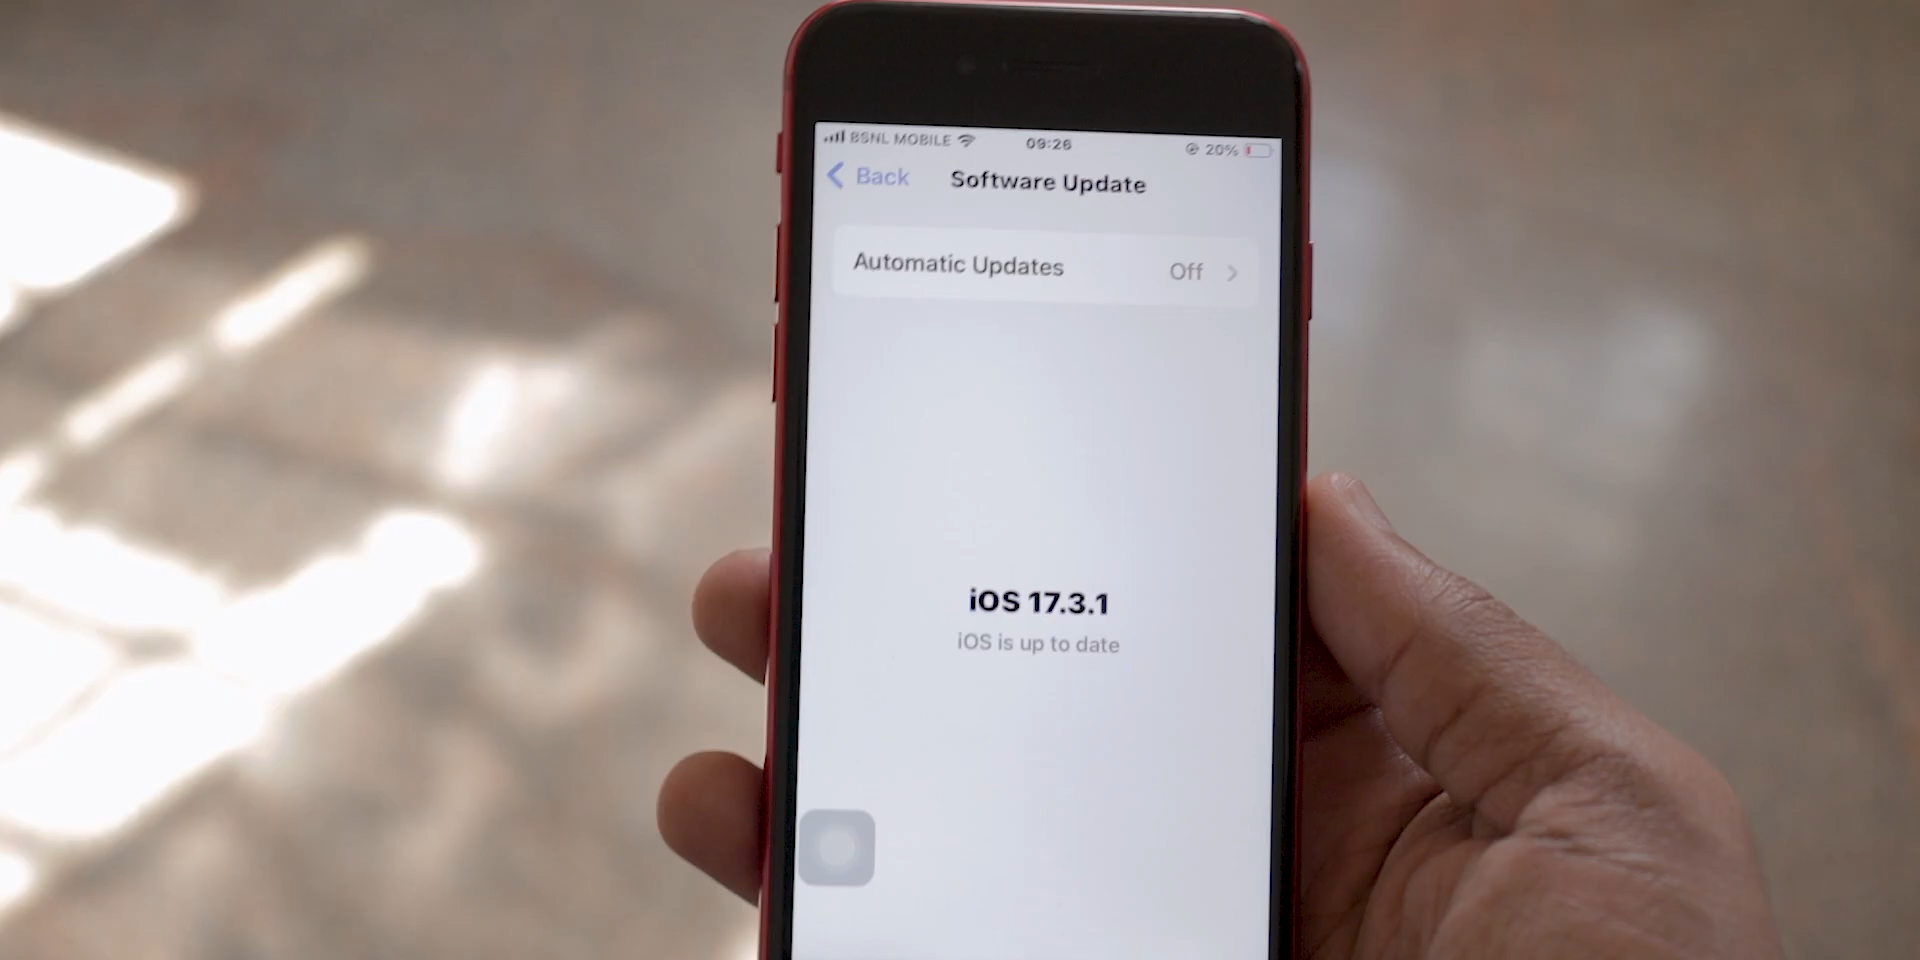 BSNL MOBILE 09:26 20%
Back Software Update
Automatic Updates Off
iOS 17.3.1
iOS is up to date